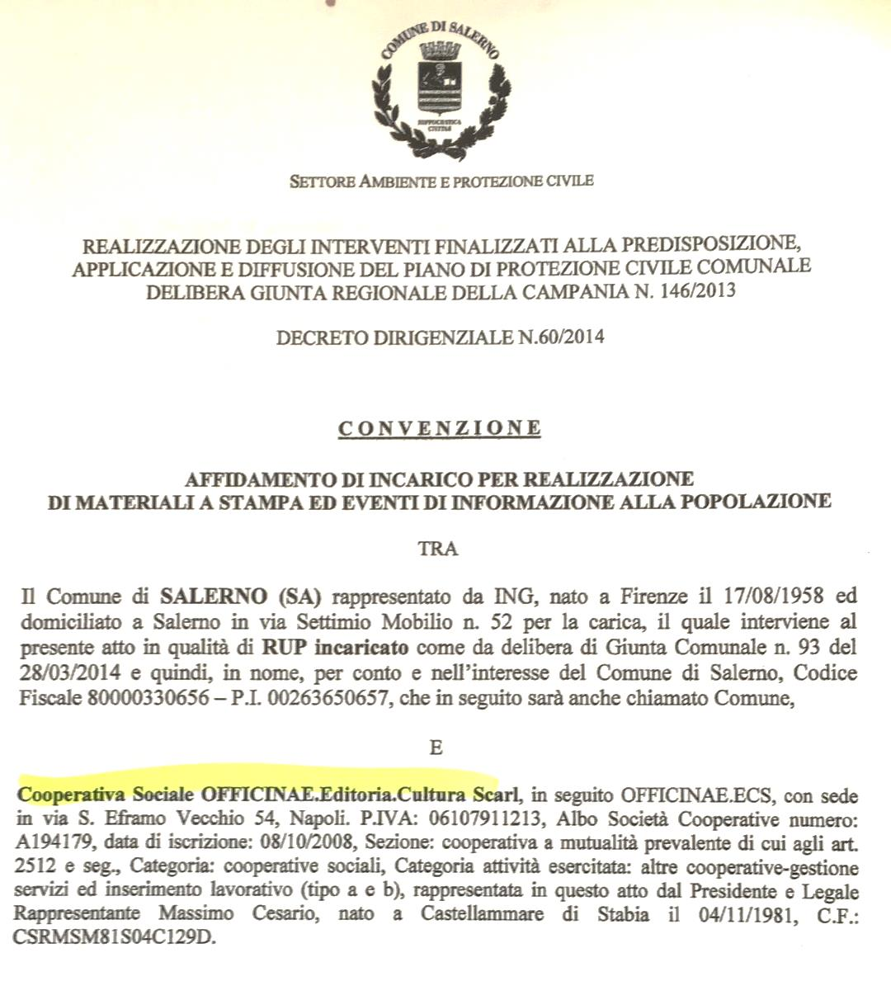 COMUNE DI SALERNO
HIPPOCRATICA
CIVITAS
SETTORE AMBIENTE E PROTEZIONE CIVILE
REALIZZAZIONE DEGLI INTERVENTI FINALIZZATI ALLA PREDISPOSIZIONE,
APPLICAZIONE E DIFFUSIONE DEL PIANO DI PROTEZIONE CIVILE COMUNALE
DELIBERA GIUNTA REGIONALE DELLA CAMPANIA N. 146/2013
DECRETO DIRIGENZIALE N.60/2014
CONVENZIONE
AFFIDAMENTO DI INCARICO PER REALIZZAZIONE
DI MATERIALI A STAMPA ED EVENTI DI INFORMAZIONE ALLA POPOLAZIONE
TRA
Il Comune di SALERNO (SA) rappresentato da ING, nato a Firenze il 17/08/1958 ed
domiciliato a Salerno in via Settimio Mobilio n. 52 per la carica, il quale interviene al
presente atto in qualità di RUP incaricato come da delibera di Giunta Comunale n. 93 del
28/03/2014 e quindi, in nome, per conto e nell'interesse del Comune di Salerno, Codice
Fiscale 80000330656 – P.I. 00263650657, che in seguito sarà anche chiamato Comune,
E
Cooperativa Sociale OFFICINAE.Editoria.Cultura Scarl, in seguito OFFICINAE.ECS, con sede
in via S. Eframo Vecchio 54, Napoli. P.IVA: 06107911213, Albo Società Cooperative numero:
A194179, data di iscrizione: 08/10/2008, Sezione: cooperativa a mutualità prevalente di cui agli art.
2512 e seg., Categoria: cooperative sociali, Categoria attività esercitata: altre cooperative-gestione
servizi ed inserimento lavorativo (tipo a e b), rappresentata in questo atto dal Presidente e Legale
Rappresentante Massimo Cesario, nato a Castellammare di Stabia il 04/11/1981, C.F.:
CSRMSM81S04C129D.